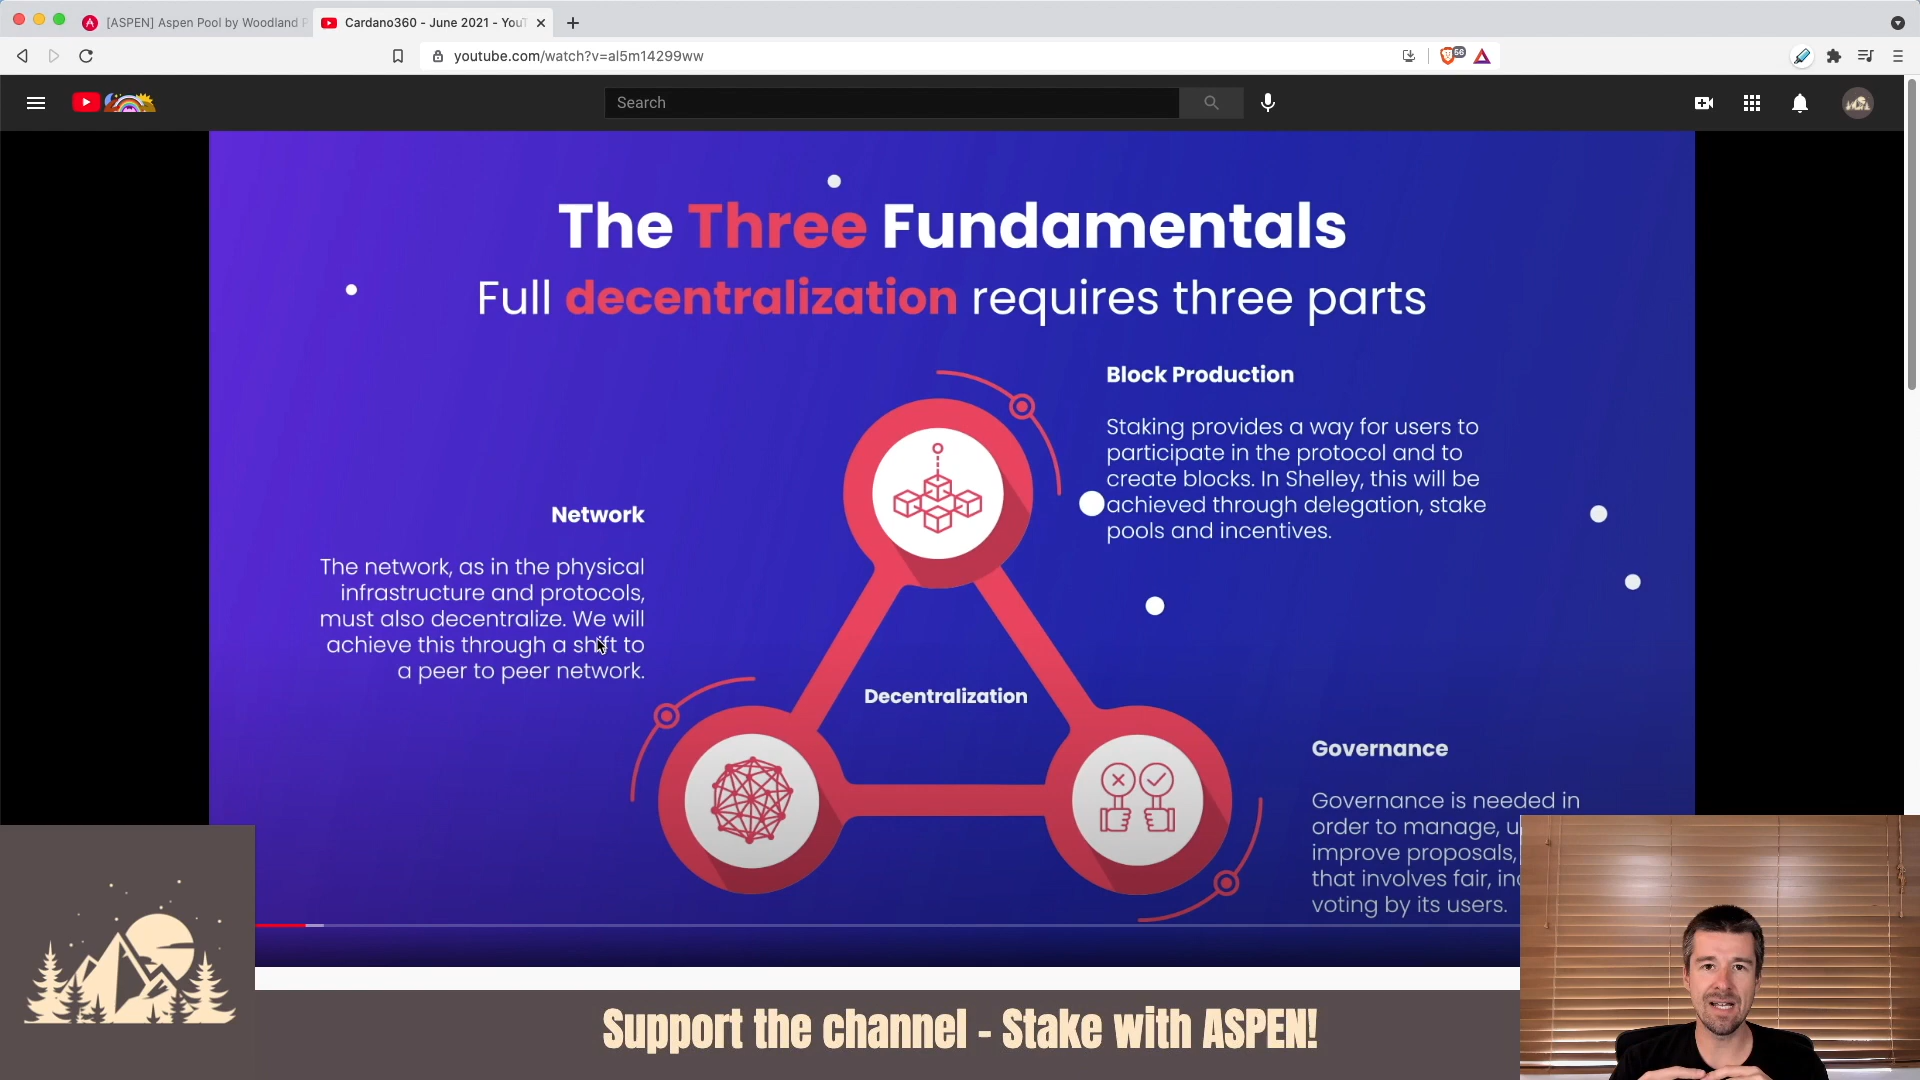 [ASPEN] Aspen Pool by Woodland
Cardano360 - June 2021 - You
youtube.com/watch?v=al5m14299ww
56
Search
The Three Fundamentals
Full decentralization requires three parts
Block Production
Staking provides a way for users to
participate in the protocol and to
create blocks. In Shelley, this will be
achieved through delegation, stake
pools and incentives.
Network
The network, as in the physical
infrastructure and protocols,
must also decentralize. We will
achieve this through a shift to
a peer to peer network.
Decentralization
Governance
Governance is needed in
order to manage, u
improve proposals,
that involves fair, inc
voting by its users.
Support the channel - Stake with ASPEN!